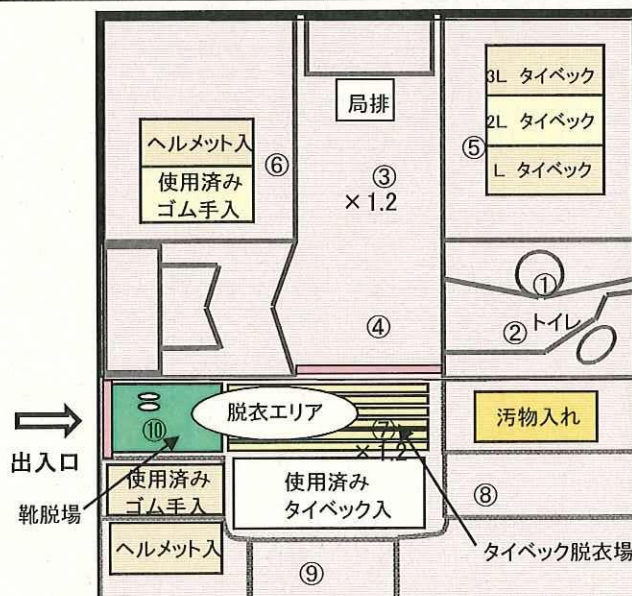 局排
3L タイベック
2L タイベック
L タイベック
⑤
ヘルメット入
⑥
使用済み
ゴム手入
③
×1.2
①
④
② トイレ
脱衣エリア
⑩
⑦
×1.2
汚物入れ
出入口
使用済み
ゴム手入
使用済み
タイベック入
⑧
靴脱場
ヘルメット入
タイベック脱衣場
⑨